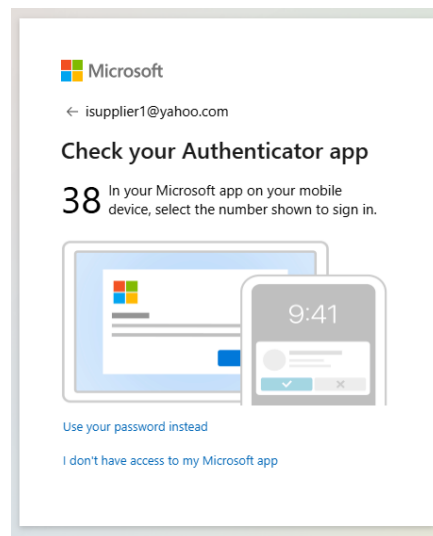 Microsoft
← isupplier1@yahoo.com
Check your Authenticator app
38
In your Microsoft app on your mobile
device, select the number shown to sign in.
9:41
Use your password instead
I don't have access to my Microsoft app